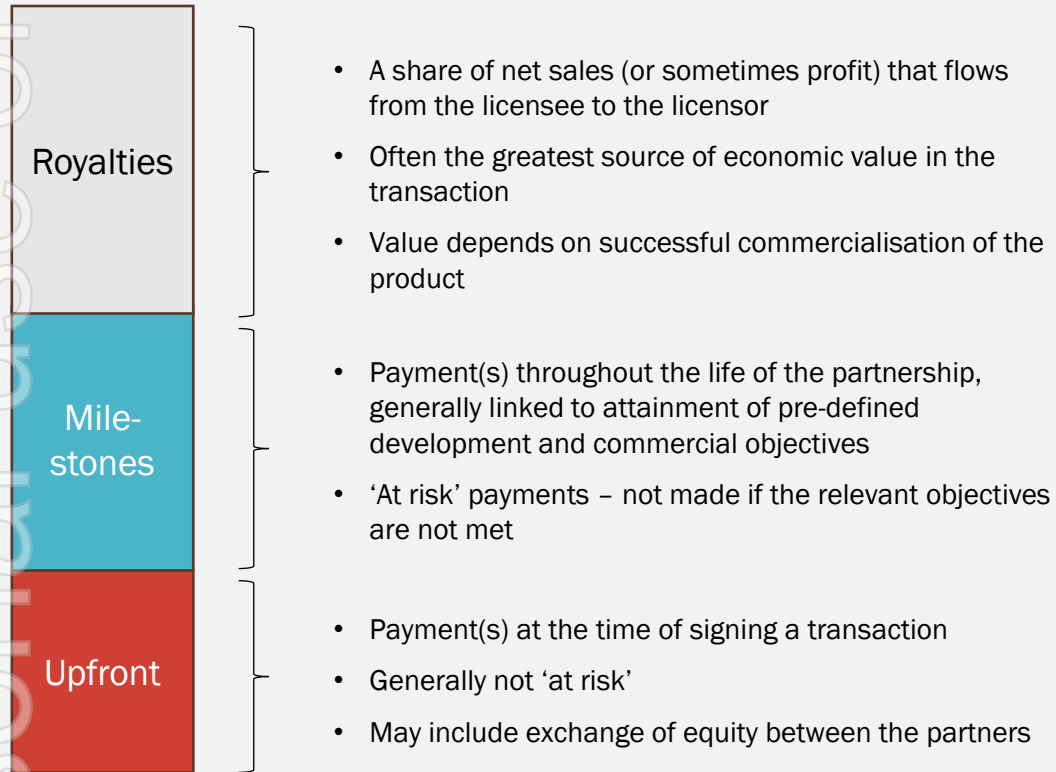 Royalties
• A share of net sales (or sometimes profit) that flows
from the licensee to the licensor
• Often the greatest source of economic value in the
transaction
• Value depends on successful commercialisation of the
product
Mile-
stones
• Payment(s) throughout the life of the partnership,
generally linked to attainment of pre-defined
development and commercial objectives
• ‘At risk’ payments – not made if the relevant objectives
are not met
Upfront
• Payment(s) at the time of signing a transaction
• Generally not ‘at risk’
• May include exchange of equity between the partners